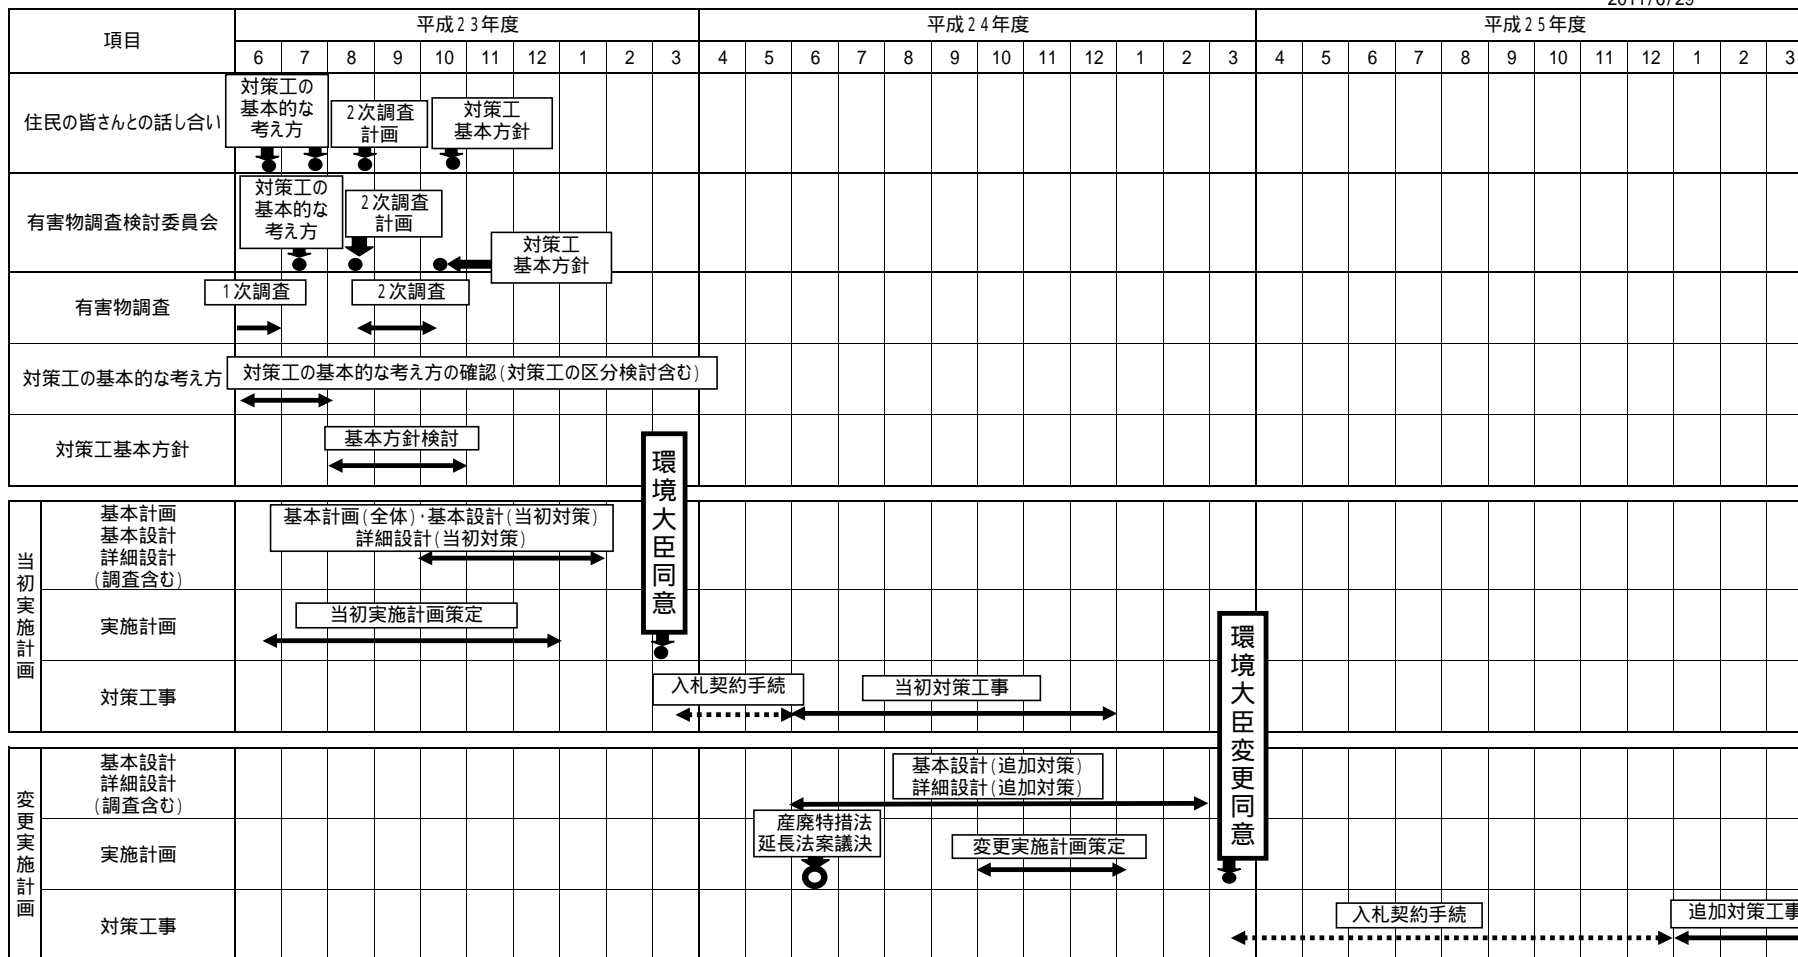 2011/6/29
項目
平成23年度
平成24年度
平成25年度
6 7 8 9 10 11 12 1 2 3 4 5 6 7 8 9 10 11 12 1 2 3 4 5 6 7 8 9 10 11 12 1 2 3
住民の皆さんとの話し合い
対策工の
基本的な
考え方
2次調査
計画
対策工
基本方針
有害物調査検討委員会
対策工の
基本的な
考え方
2次調査
計画
対策工
基本方針
有害物調査
1次調査
2次調査
対策工の基本的な考え方
対策工の基本的な考え方の確認(対策工の区分検討含む)
対策工基本方針
基本方針検討
環境大臣同意
当初実施計画
基本計画
基本設計
詳細設計
(調査含む)
基本計画(全体)・基本設計(当初対策)
詳細設計(当初対策)
実施計画
当初実施計画策定
対策工事
入札契約手続
当初対策工事
環境大臣変更同意
変更実施計画
基本設計
詳細設計
(調査含む)
基本設計(追加対策)
詳細設計(追加対策)
実施計画
産廃特措法
延長法案議決
変更実施計画策定
対策工事
入札契約手続
追加対策工事